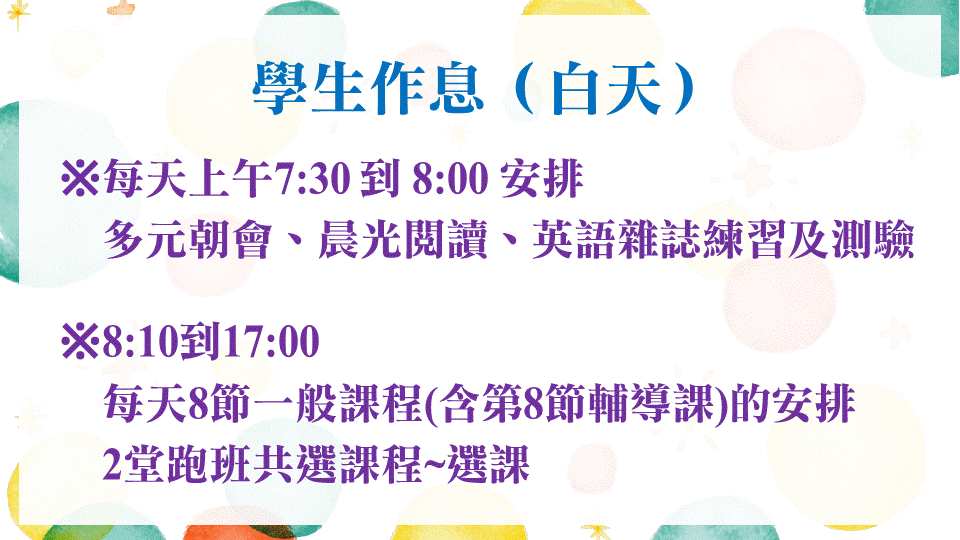 學生作息（白天）
※每天上午7:30 到 8:00 安排
多元朝會、晨光閱讀、英語雜誌練習及測驗
※8:10到17:00
每天8節一般課程(含第8節輔導課)的安排
2堂跑班共選課程~選課